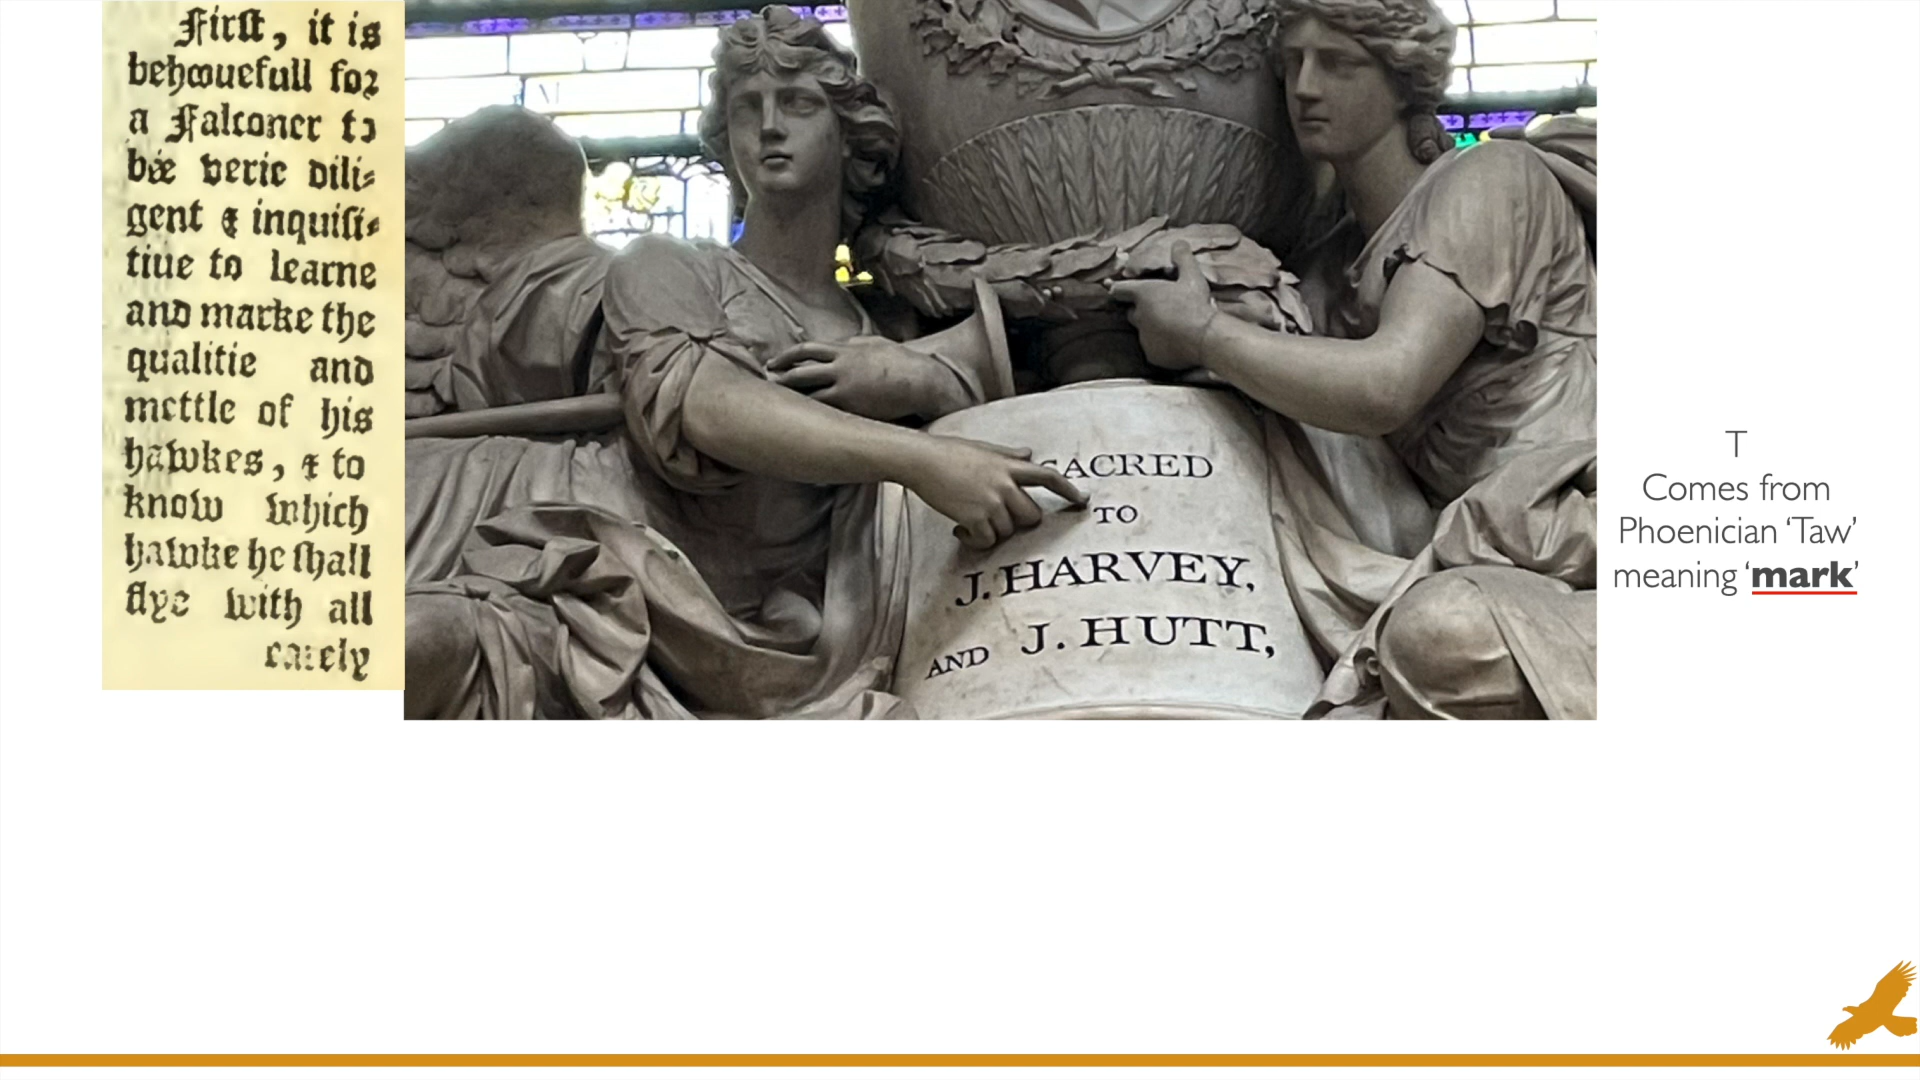 First, it is
behoouefull for
a Falconer to
bee verie dili-
gent & inquisi-
tiue to learne
and marke the
qualitie and
mettle of his
hawkes, & to
know which
hawke he shall
flye with all
rarely
SACRED
TO
J. HARVEY,
AND J. HUTT,
T
Comes from
Phoenician ‘Taw’
meaning ‘mark’